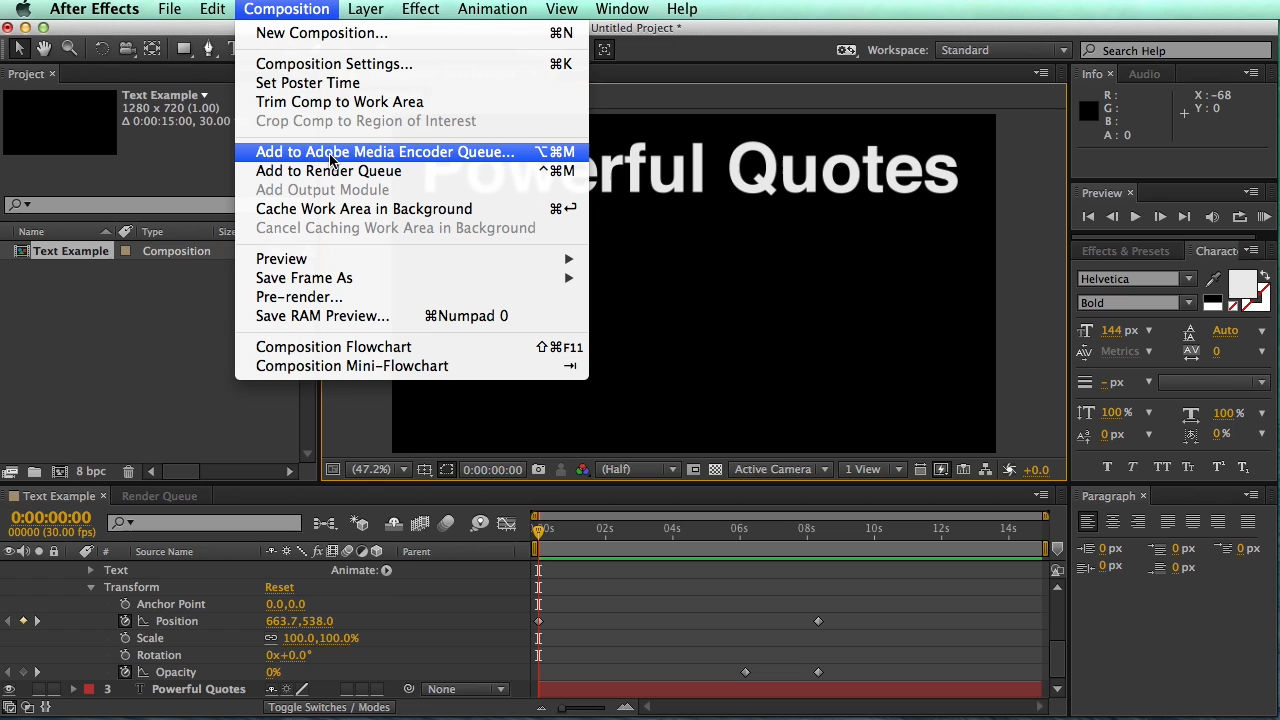 After Effects File Edit Composition Layer Effect Animation View Window Help
Untitled Project *
Workspace: Standard Search Help
Project ×
Text Example ▾
1280 x 720 (1.00)
Δ 0:00:15:00, 30.00
Name Type Size
Text Example Composition
8 bpc
New Composition... ⌘N
Composition Settings... ⌘K
Set Poster Time
Trim Comp to Work Area
Crop Comp to Region of Interest
Add to Adobe Media Encoder Queue... ⌥⌘M
Add to Render Queue ^⌘M
Add Output Module
Cache Work Area in Background ⌘↩
Cancel Caching Work Area in Background
Preview ▶
Save Frame As ▶
Pre-render...
Save RAM Preview... ⌘Numpad 0
Composition Flowchart ⇧⌘F11
Composition Mini-Flowchart ⇥
Powerful Quotes
(47.2%) 0:00:00:00 (Half) Active Camera 1 View +0.0
Info × Audio
R: X: -68
G: Y: 0
B:
A: 0
Preview ×
Effects & Presets Charact
Helvetica
Bold
144 px Auto
Metrics 0
- px
100 % 100 %
0 px 0 %
T T TT Tт T¹ T₁
Paragraph ×
0 px 0 px 0 px
0 px 0 px
Text Example × Render Queue
0:00:00:00
00000 (30.00 fps)
00s 02s 04s 06s 08s 10s 12s 14s
# Source Name fx Parent
Text Animate:
Transform Reset
Anchor Point 0.0,0.0
Position 663.7,538.0
Scale 100.0,100.0%
Rotation 0x+0.0°
Opacity 0%
3 T Powerful Quotes None
Toggle Switches / Modes